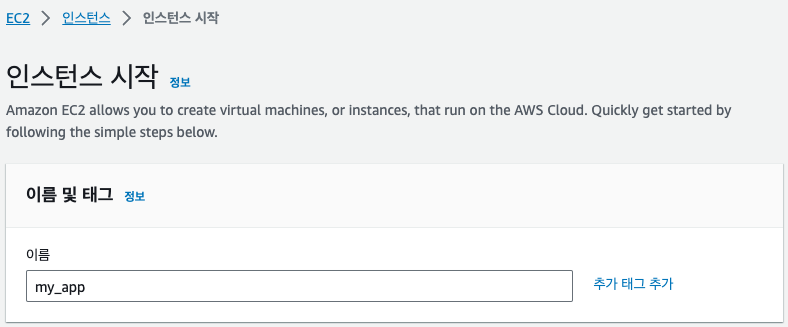 EC2 > 인스턴스 > 인스턴스 시작
인스턴스 시작 정보
Amazon EC2 allows you to create virtual machines, or instances, that run on the AWS Cloud. Quickly get started by
following the simple steps below.
이름 및 태그 정보
이름
my_app 추가 태그 추가